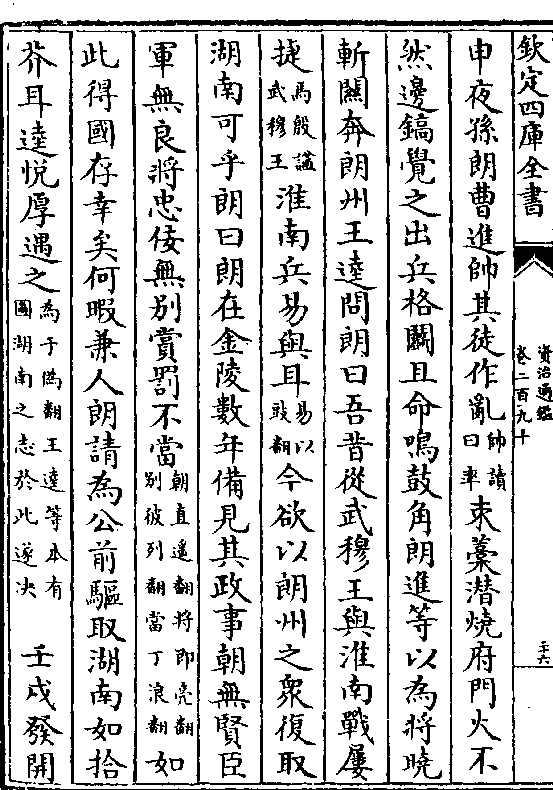 欽定四庫全書
資治通鑑
卷二百九十
二十六
申夜孫朗曹進帥其徒作亂帥讀曰率束藁潜燒府門火不
然邊鎬覺之出兵格鬭且命鳴鼓角朗進等以為將曉
斬關奔朗州王逵問朗曰吾昔從武穆王與淮南戰屢
捷馬殷諡武穆王淮南兵易與耳易以豉翻今欲以朗州之衆復取
湖南可乎朗曰朗在金陵數年備見其政事朝無賢臣
軍無良將忠佞無別賞罰不當朝直遥翻將即亮翻別彼列翻當丁浪翻如
此得國存幸矣何暇兼人朗請為公前驅取湖南如拾
芥耳逵悦厚遇之為于偽翻王逵等本有圖湖南之志於此遂决 壬戌發開